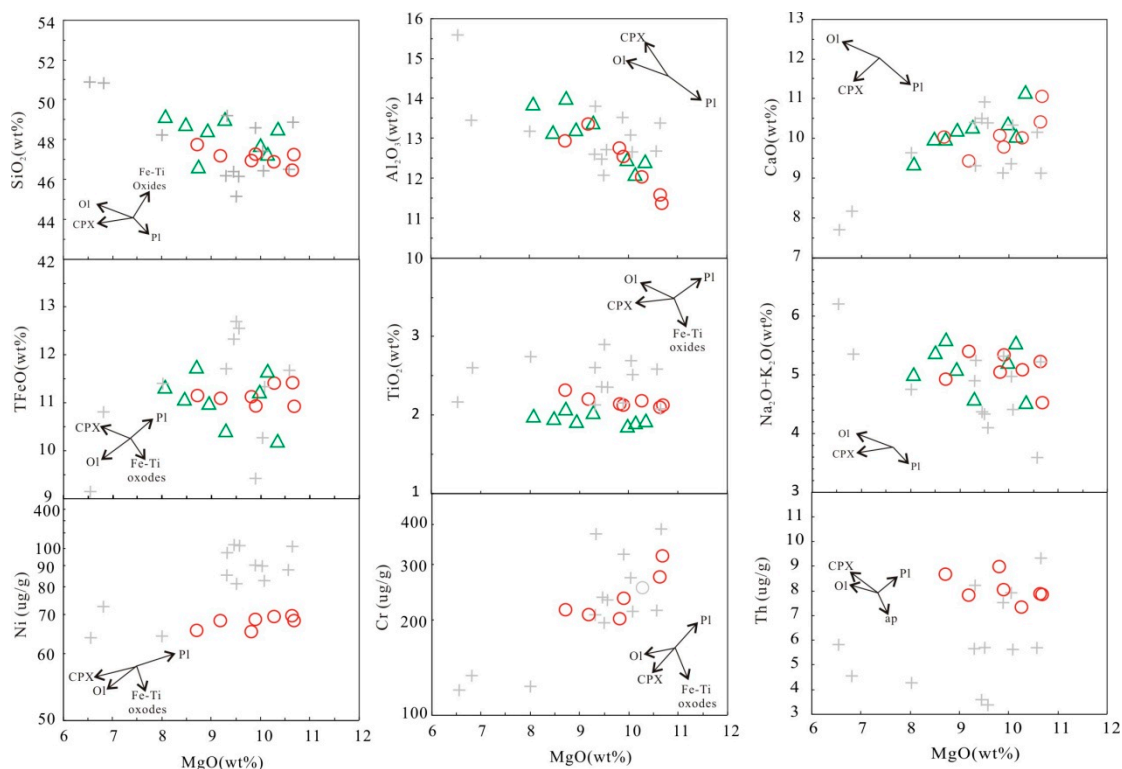 54
53
52
51
50
49
48
46
44
42
SiO₂(wt%)
Fe-Ti
Oxides
Ol
CPX
Pl
16
15
14
13
12
11
10
Al₂O₃(wt%)
CPX
Ol
Pl
13
12
11
10
9
8
7
CaO(wt%)
Ol
CPX
Pl
13
12
11
10
9
TFeO(wt%)
CPX
Pl
Ol
Fe-Ti
oxodes
3
2
1
TiO₂(wt%)
Ol
Pl
CPX
Fe-Ti
oxides
6
5
4
3
Na₂O+K₂O(wt%)
Ol
CPX
Pl
400
100
90
80
70
60
50
Ni (ug/g)
Pl
CPX
Ol
Fe-Ti
oxodes
6 7 8 9 10 11 12
MgO(wt%)
400
300
200
100
Cr (ug/g)
Pl
Ol
CPX
Fe-Ti
oxodes
6 7 8 9 10 11 12
MgO(wt%)
11
10
9
8
7
6
5
4
3
Th (ug/g)
CPX
Pl
Ol
ap
6 7 8 9 10 11 12
MgO(wt%)